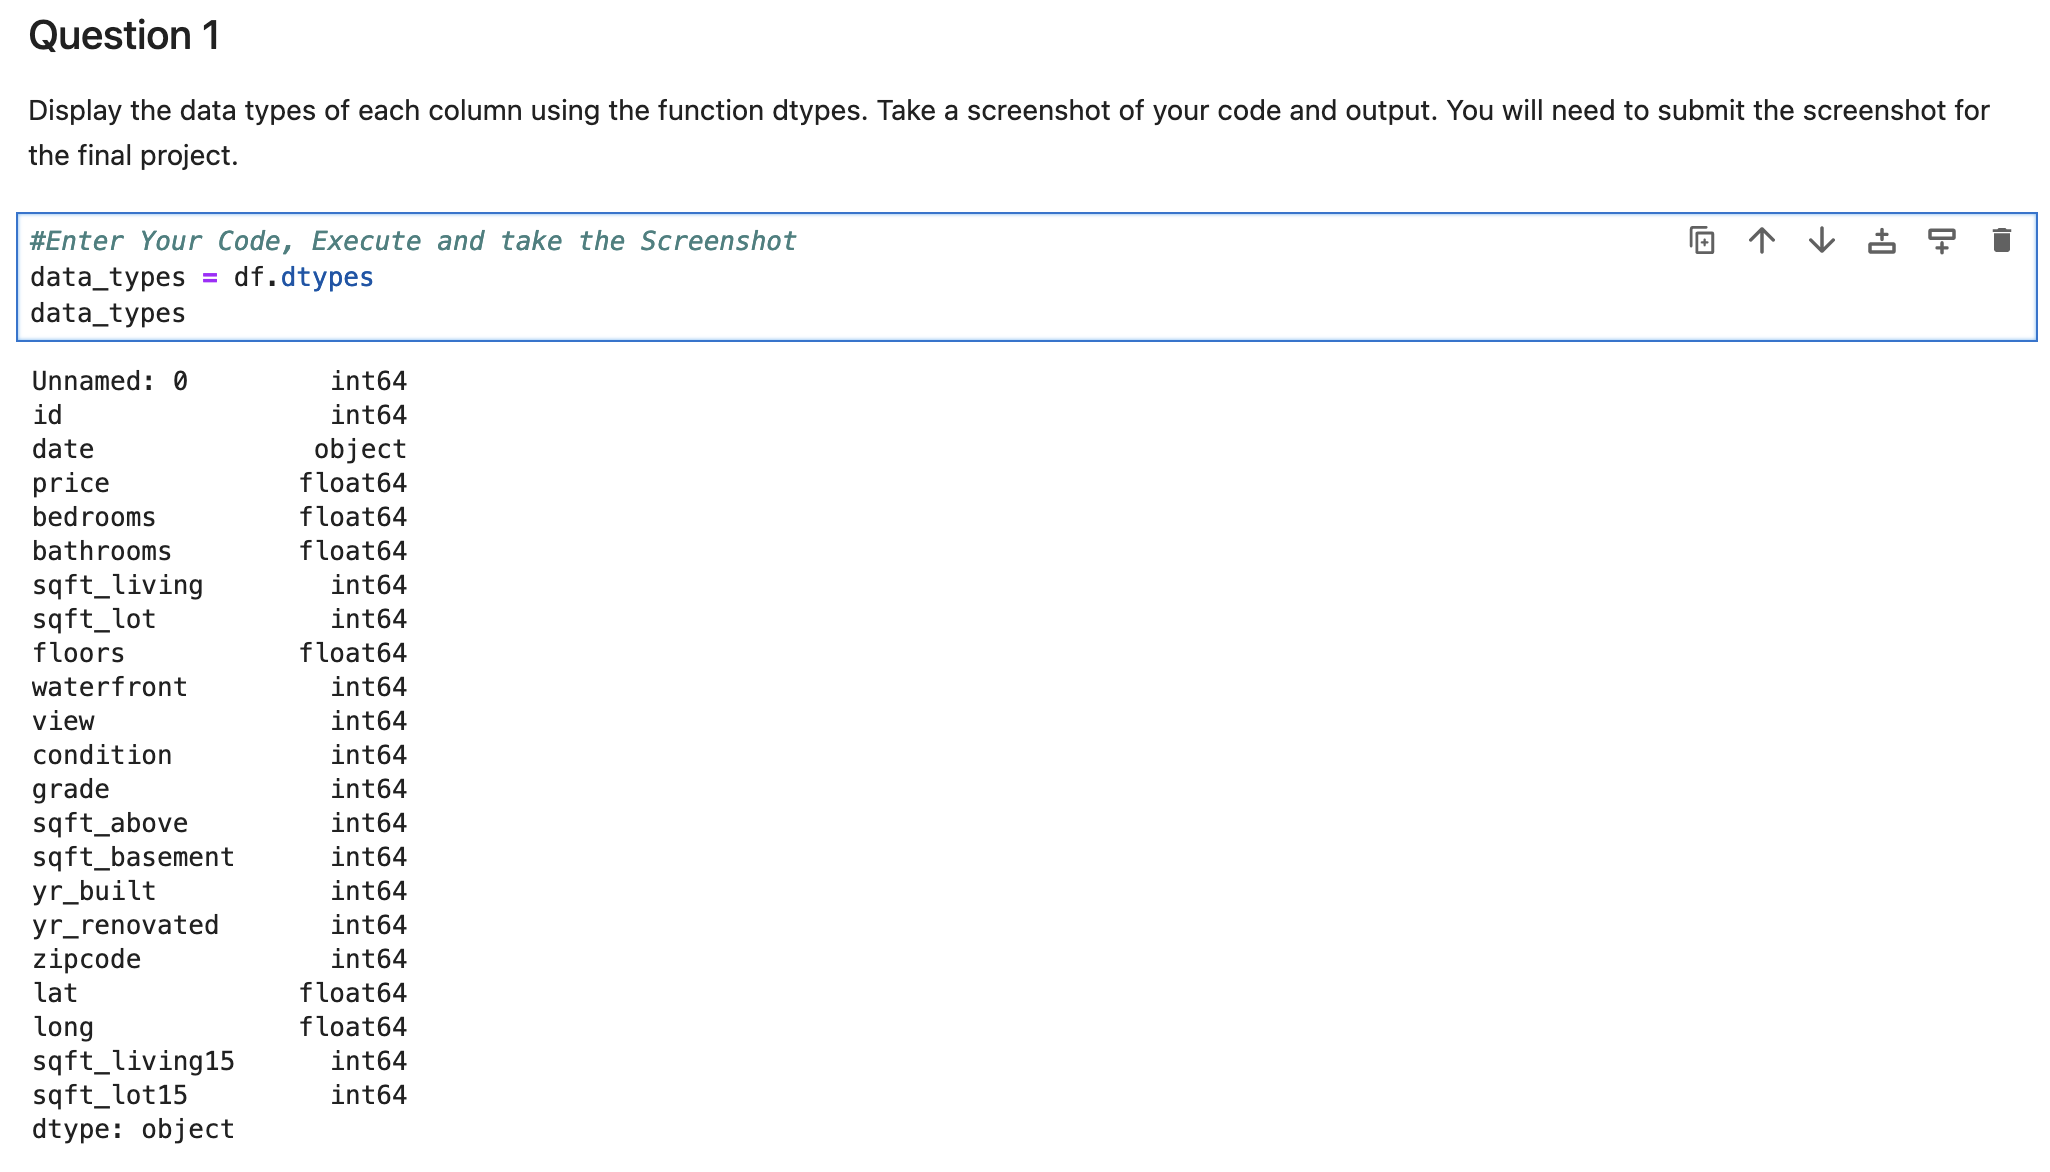 Question 1
Display the data types of each column using the function dtypes. Take a screenshot of your code and output. You will need to submit the screenshot for
the final project.
#Enter Your Code, Execute and take the Screenshot
data_types = df.dtypes
data_types
Unnamed: 0 int64
id int64
date object
price float64
bedrooms float64
bathrooms float64
sqft_living int64
sqft_lot int64
floors float64
waterfront int64
view int64
condition int64
grade int64
sqft_above int64
sqft_basement int64
yr_built int64
yr_renovated int64
zipcode int64
lat float64
long float64
sqft_living15 int64
sqft_lot15 int64
dtype: object